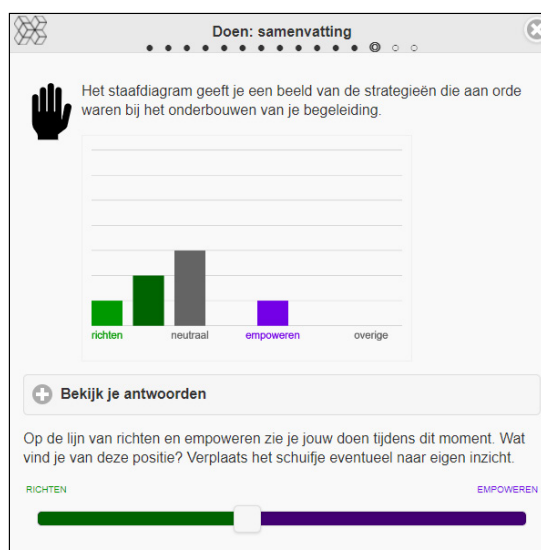 Doen: samenvatting
Het staafdiagram geeft je een beeld van de strategieën die aan orde
waren bij het onderbouwen van je begeleiding.
richten neutraal empoweren overige
Bekijk je antwoorden
Op de lijn van richten en empoweren zie je jouw doen tijdens dit moment. Wat
vind je van deze positie? Verplaats het schuifje eventueel naar eigen inzicht.
RICHTEN EMPOWEREN